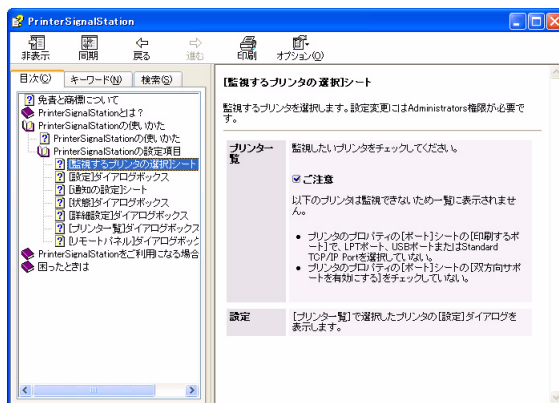 PrinterSignalStation
非表示 同期 戻る 進む 印刷 オプション(O)
目次(C) キーワード(N) 検索(S)
免責と商標について
PrinterSignalStationとは？
PrinterSignalStationの使いかた
PrinterSignalStationの使いかた
PrinterSignalStationの設定項目
[監視するプリンタの選択]シート
[設定]ダイアログボックス
[通知の設定]シート
[状態]ダイアログボックス
[詳細設定]ダイアログボックス
[プリンター覧]ダイアログボックス
[リモートパネル]ダイアログボック
PrinterSignalStationをご利用になる場合
困ったときは
[監視するプリンタの選択]シート
監視するプリンタを選択します。設定変更にはAdministrators権限が必要で
す。
プリンター
覧
監視したいプリンタをチェックしてください。
ご注意
以下のプリンタは監視できないため一覧に表示されませ
ん。
プリンタのプロパティの[ポート]シートの[印刷するポ
ート]で、LPTポート、USBポートまたはStandard
TCP/IP Portを選択していない。
プリンタのプロパティの[ポート]シートの[双方向サポ
ートを有効にする]をチェックしていない。
設定
[プリンター覧]で選択したプリンタの[設定]ダイアログを
表示します。